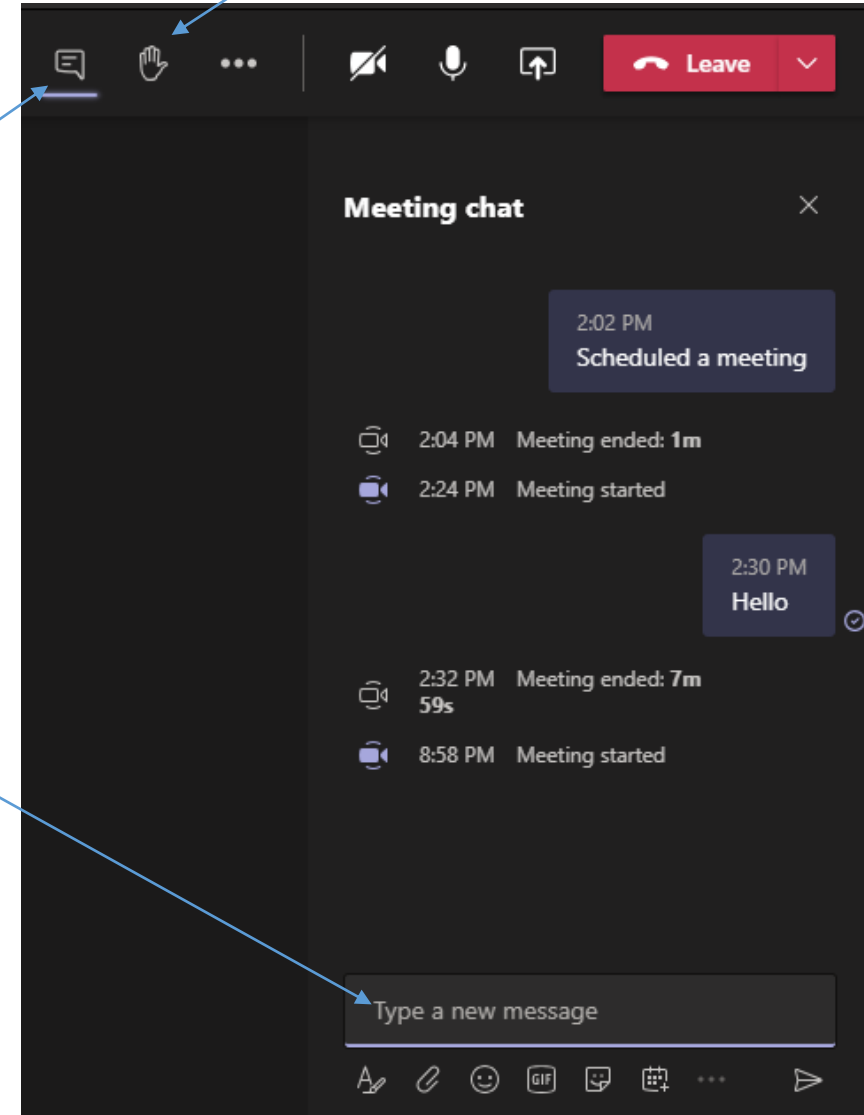 Leave
Meeting chat
2:02 PM
Scheduled a meeting
2:04 PM Meeting ended: 1m
2:24 PM Meeting started
2:30 PM
Hello
2:32 PM Meeting ended: 7m
59s
8:58 PM Meeting started
Type a new message
GIF